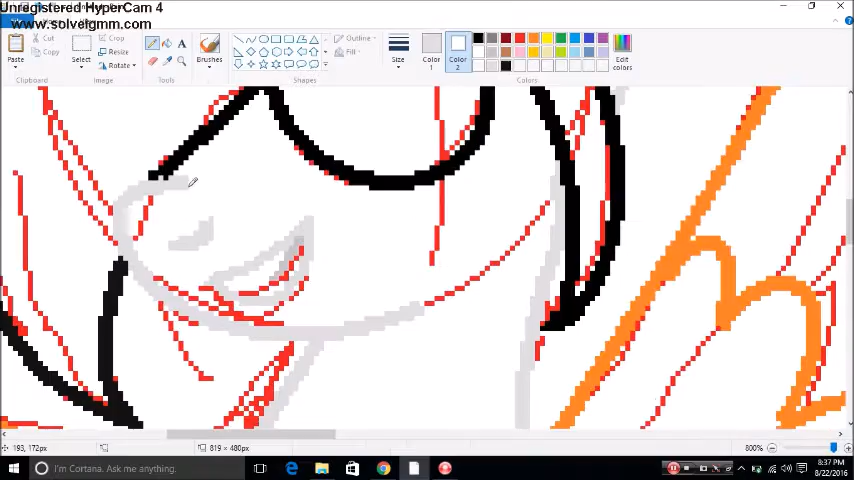 Unregistered HyperCam 4
www.solveigmm.com
Paste
Cut
Copy
Clipboard
Select
Crop
Resize
Rotate
Image
Tools
Brushes
Shapes
Outline
Fill
Size
Color
1
Color
2
Colors
Edit
colors
193, 172px
819 × 480px
800%
I'm Cortana. Ask me anything.
8:37 PM
8/22/2016